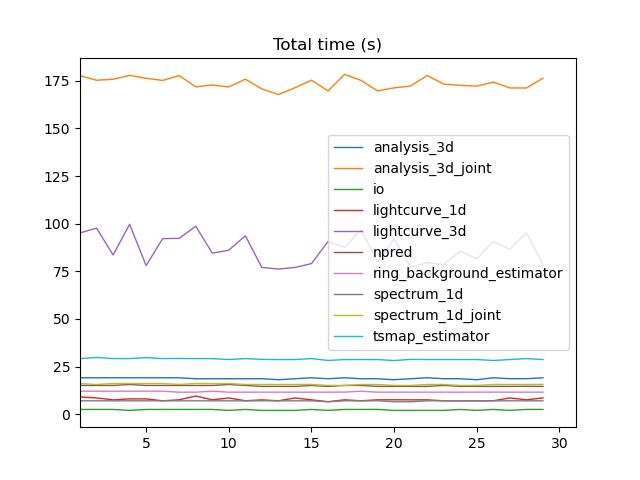 Total time (s)
175
150
125
100
75
50
25
0
analysis_3d
analysis_3d_joint
io
lightcurve_1d
lightcurve_3d
npred
ring_background_estimator
spectrum_1d
spectrum_1d_joint
tsmap_estimator
5 10 15 20 25 30